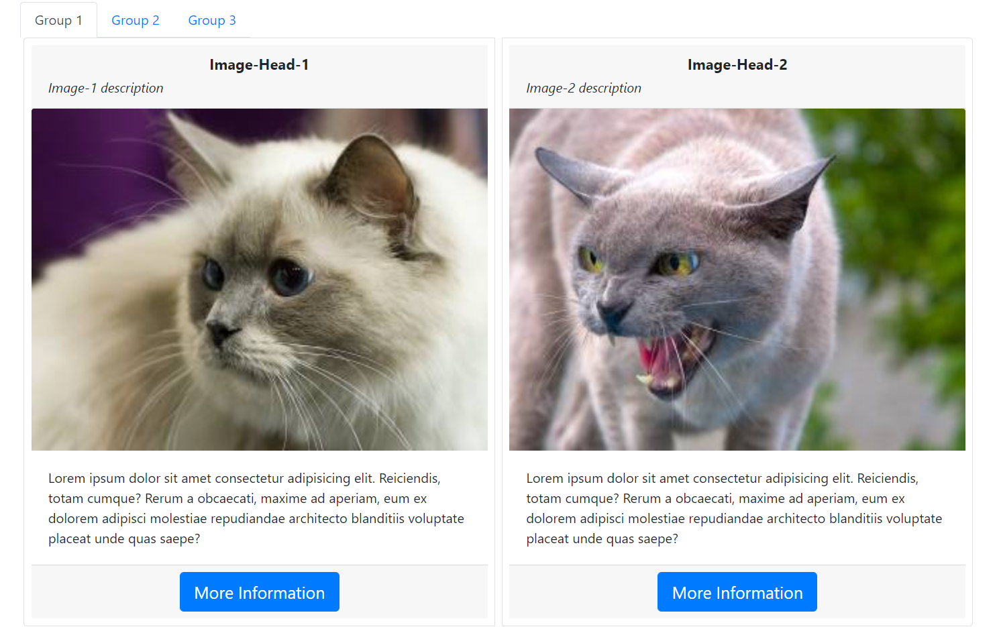 Group 1 Group 2 Group 3
Image-Head-1
Image-1 description
Lorem ipsum dolor sit amet consectetur adipisicing elit. Reiciendis,
totam cumque? Rerum a obcaecati, maxime ad aperiam, eum ex
dolorem adipisci molestiae repudiandae architecto blanditiis voluptate
placeat unde quas saepe?
More Information
Image-Head-2
Image-2 description
Lorem ipsum dolor sit amet consectetur adipisicing elit. Reiciendis,
totam cumque? Rerum a obcaecati, maxime ad aperiam, eum ex
dolorem adipisci molestiae repudiandae architecto blanditiis voluptate
placeat unde quas saepe?
More Information